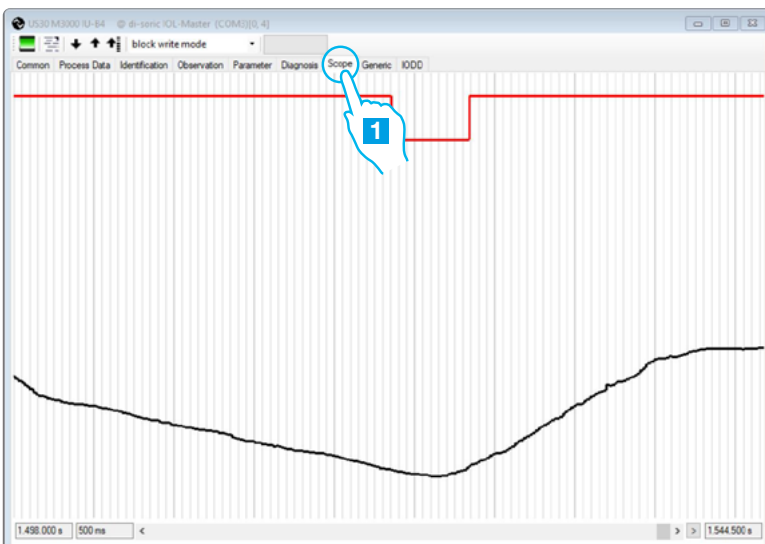 US30 M3000 IU-B4 @ di-soric IOL-Master (COM3)[0, 4]
block write mode
Common Process Data Identification Observation Parameter Diagnosis Scope Generic IODD
1
1.498.000 s 500 ms < > > 1.544.500 s